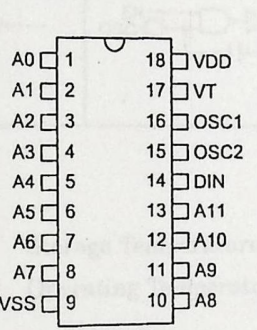 A0 1 18 VDD
A1 2 17 VT
A2 3 16 OSC1
A3 4 15 OSC2
A4 5 14 DIN
A5 6 13 A11
A6 7 12 A10
A7 8 11 A9
VSS 9 10 A8